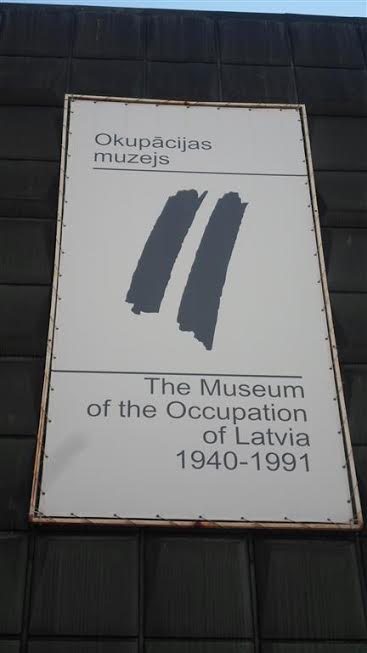 Okupācijas
muzejs
The Museum
of the Occupation
of Latvia
1940-1991